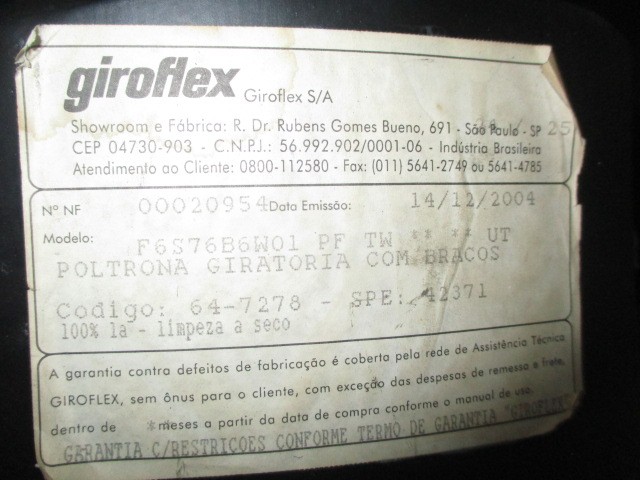 giroflex Giroflex S/A
Showroom e Fábrica: R. Dr. Rubens Gomes Bueno, 691 - São Paulo - SP 25
CEP 04730-903 - C.N.P.J.: 56.992.902/0001-06 - Indústria Brasileira
Atendimento ao Cliente: 0800-112580 - Fax: (011) 5641-2749 ou 5641-4785
Nº NF 00020954 Data Emissão: 14/12/2004
Modelo: F6S76B6W01 PF TW ** ** UT
POLTRONA GIRATORIA COM BRACOS
Codigo: 64-7278 - SPE: 42371
100% la - limpeza a seco
A garantia contra defeitos de fabricação é coberta pela rede de Assistência Técnica
GIROFLEX, sem ônus para o cliente, com exceção das despesas de remessa e frete,
dentro de *meses a partir da data de compra conforme o manual de uso.
GARANTIA C/RESTRICOES CONFORME TERMO DE GARANTIA "GIROFLEX"